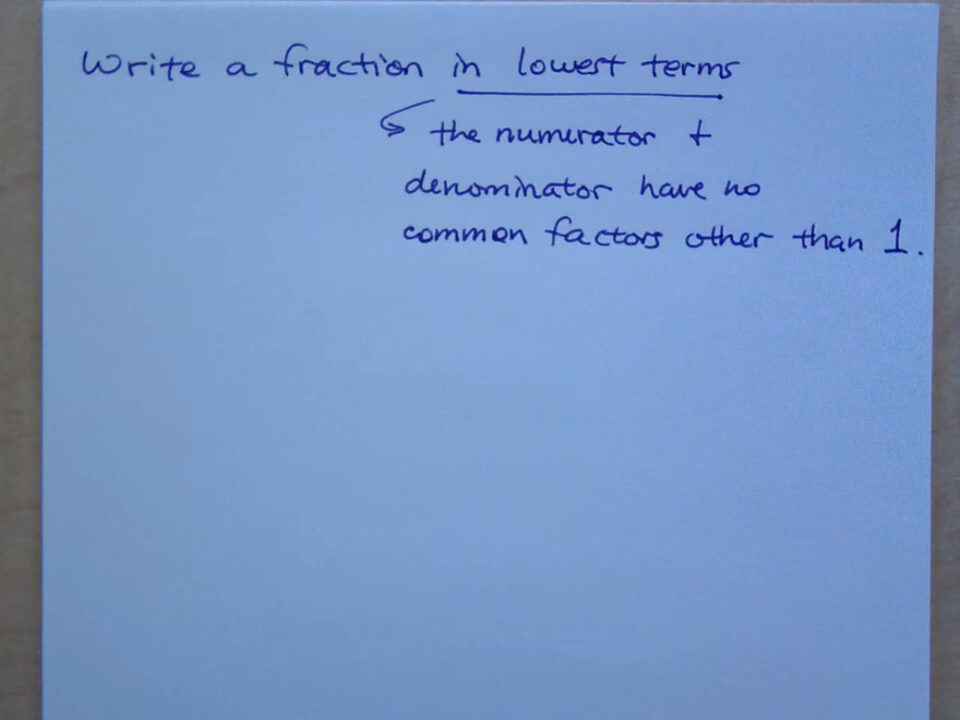 Write a fraction in lowest terms
the numerator +
denominator have no
common factors other than 1.